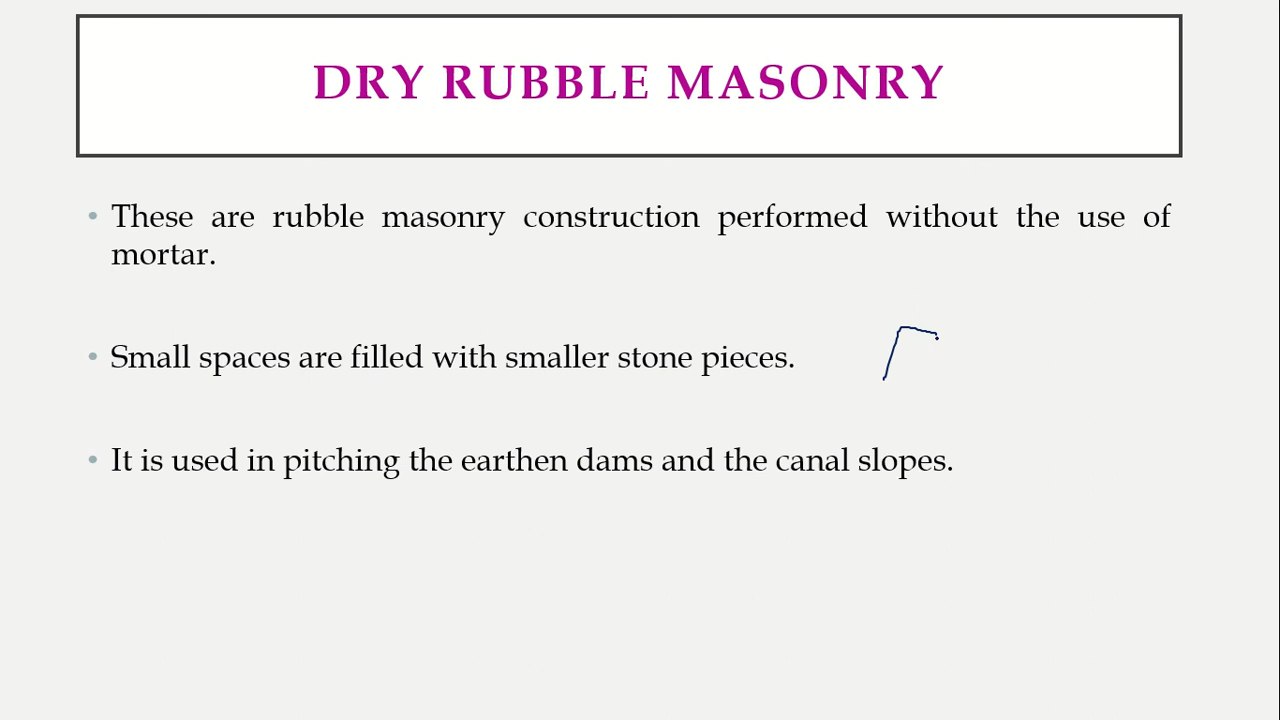 DRY RUBBLE MASONRY
• These are rubble masonry construction performed without the use of
mortar.
• Small spaces are filled with smaller stone pieces.
• It is used in pitching the earthen dams and the canal slopes.